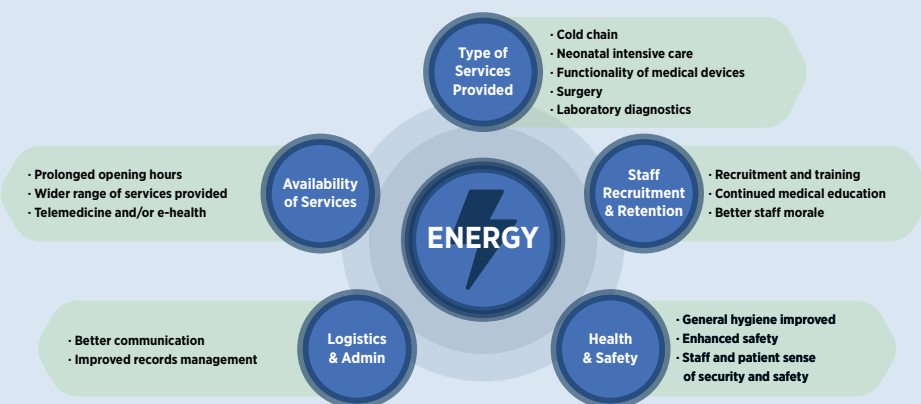 Type of
Services
Provided
· Cold chain
· Neonatal intensive care
· Functionality of medical devices
· Surgery
· Laboratory diagnostics
Availability
of Services
· Prolonged opening hours
· Wider range of services provided
· Telemedicine and/or e-health
Staff
Recruitment
& Retention
· Recruitment and training
· Continued medical education
· Better staff morale
ENERGY
Logistics
& Admin
· Better communication
· Improved records management
Health
& Safety
· General hygiene improved
· Enhanced safety
· Staff and patient sense
of security and safety